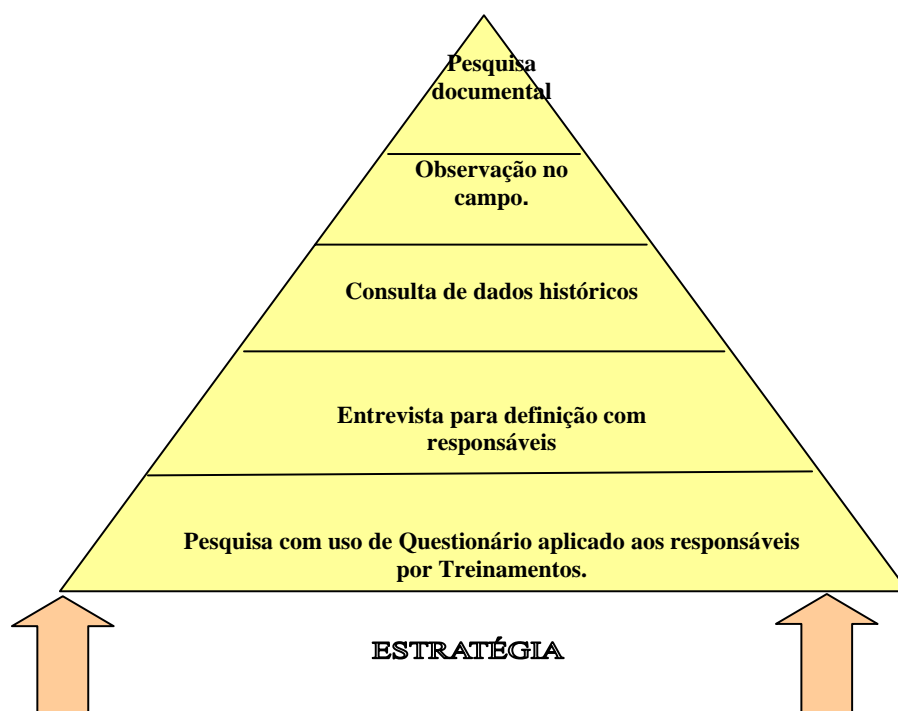 Pesquisa
documental
Observação no
campo.
Consulta de dados históricos
Entrevista para definição com
responsáveis
Pesquisa com uso de Questionário aplicado aos responsáveis
por Treinamentos.
ESTRATÉGIA